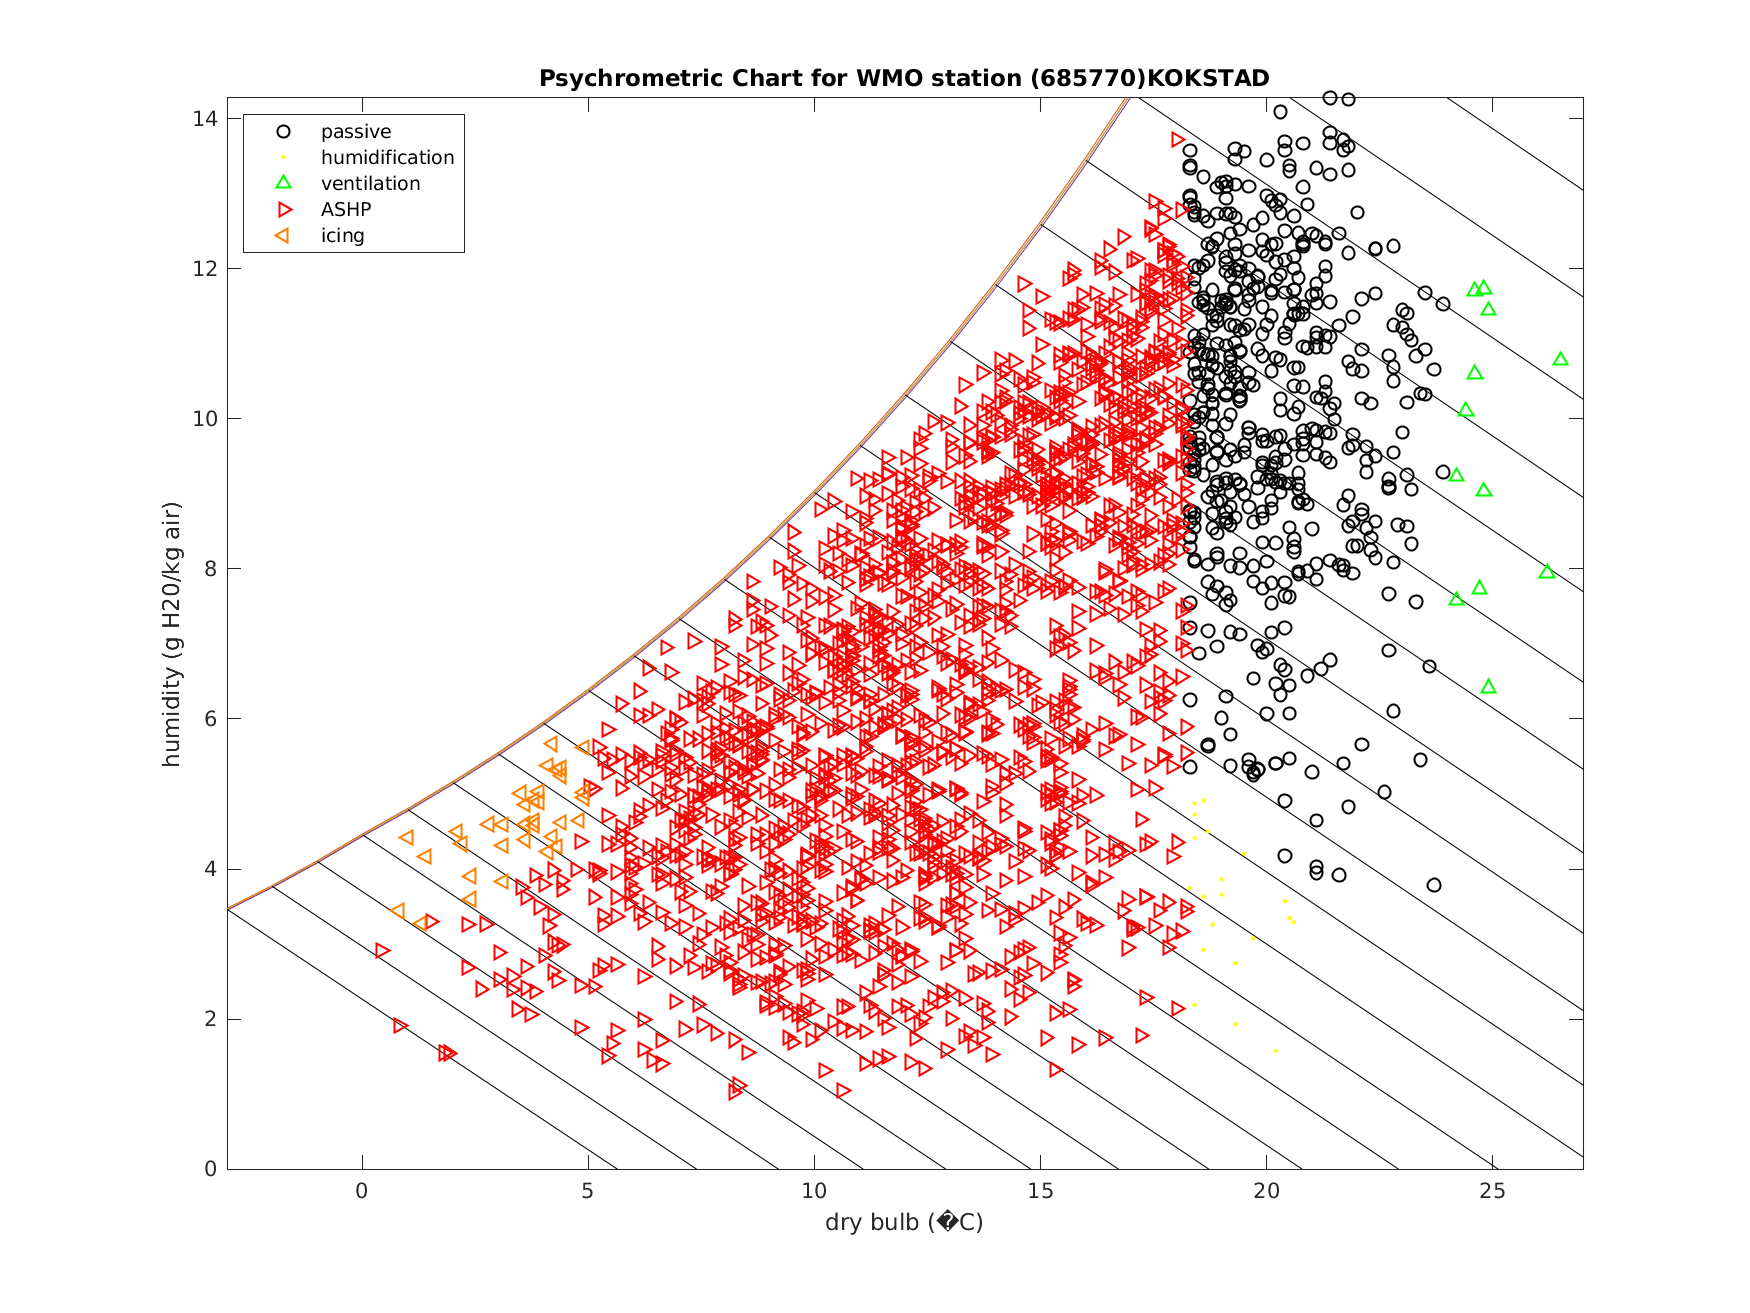 Psychrometric Chart for WMO station (685770)KOKSTAD
passive
humidification
ventilation
ASHP
icing
14
12
10
8
6
4
2
0
humidity (g H20/kg air)
0 5 10 15 20 25
dry bulb (�C)